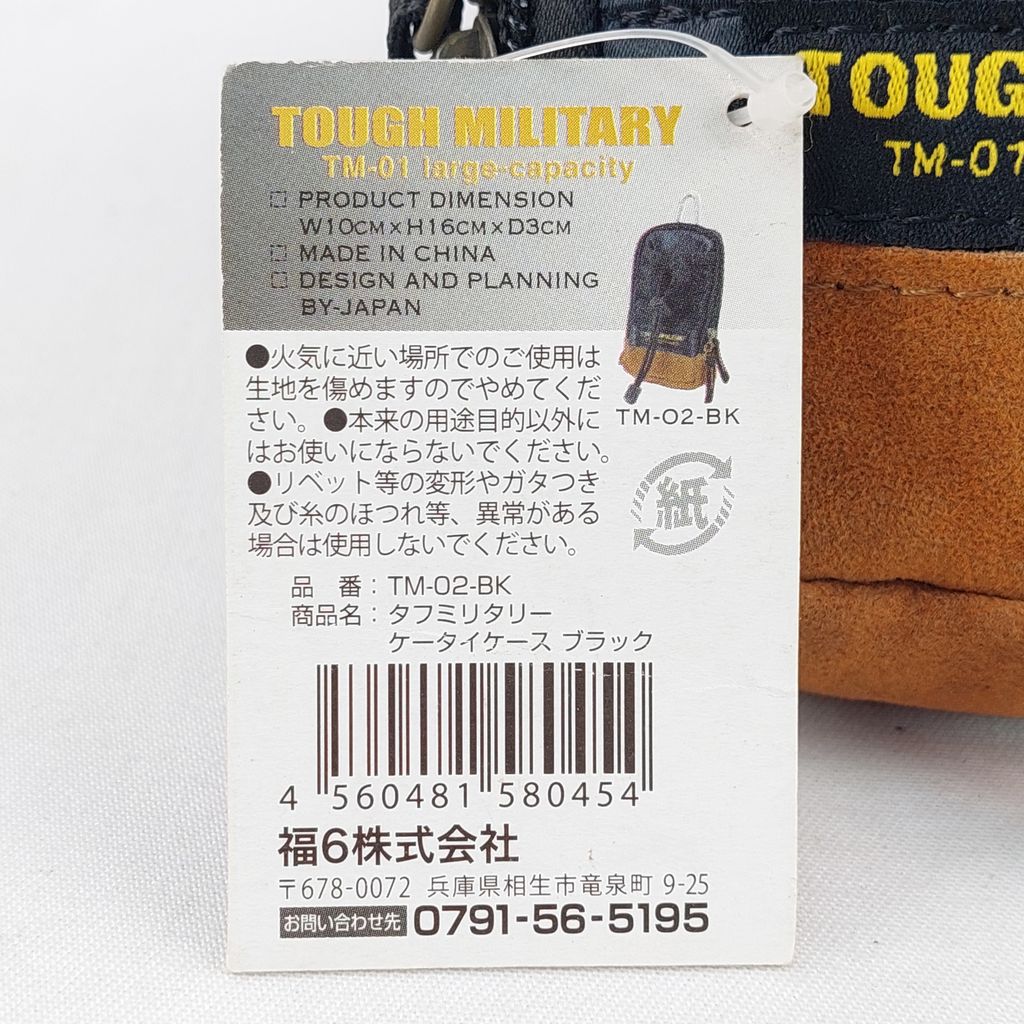 TOUGH MILITARY
TM-01 large-capacity
PRODUCT DIMENSION
W10CM×H16CM×D3CM
MADE IN CHINA
DESIGN AND PLANNING
BY-JAPAN
●火気に近い場所でのご使用は
生地を傷めますのでやめてくだ
さい。●本来の用途目的以外に
はお使いにならないでください。
●リベット等の変形やガタつき
及び糸のほつれ等、異常がある
場合は使用しないでください。
TM-02-BK
紙
品 番：TM-02-BK
商品名：タフミリタリー
ケータイケース ブラック
4 560481 580454
福6株式会社
〒678-0072 兵庫県相生市竜泉町 9-25
お問い合わせ先 0791-56-5195
TOUG
TM-01